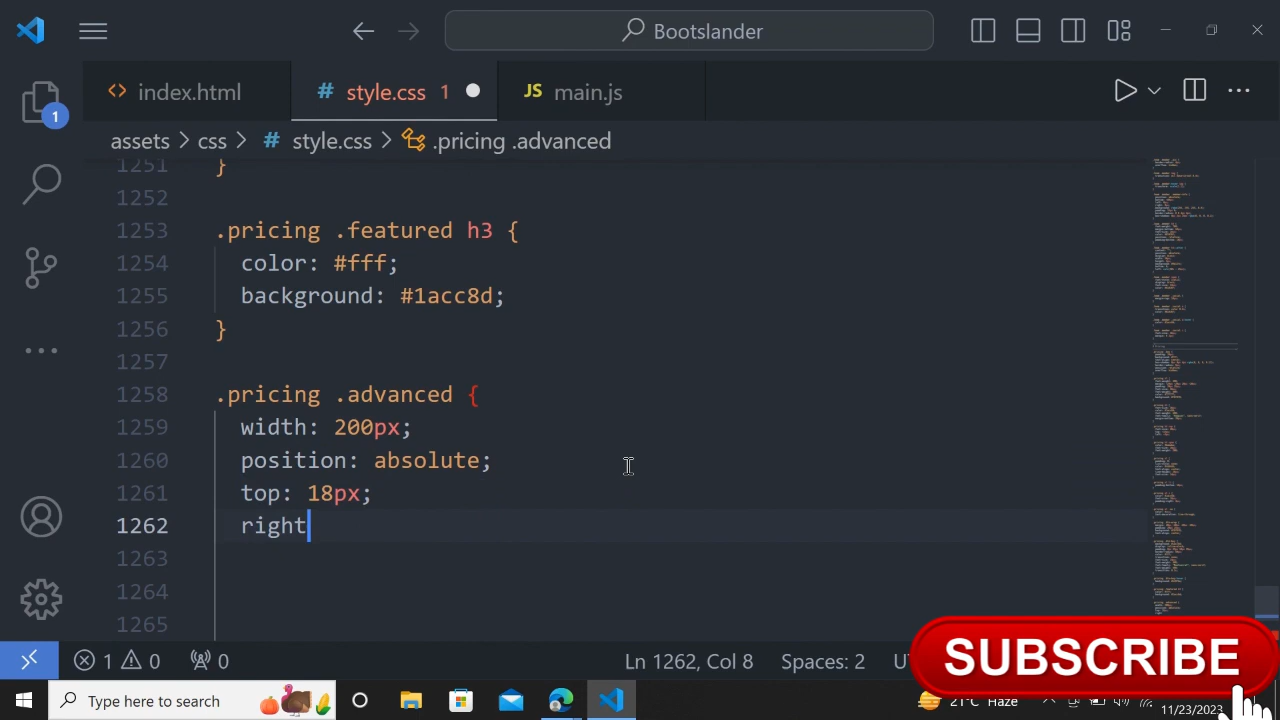 Bootslander
index.html
# style.css 1
JS main.js
1
assets > css > # style.css > .pricing .advanced
1251 }
1252
1253 .pricing .featured h3 {
1254 color: #fff;
1255 background: #1acc8d;
1256 }
1257
1258 .pricing .advanced {
1259 width: 200px;
1260 position: absolute;
1261 top: 18px;
1262 right
1263
1264
1265
1 0 0
Ln 1262, Col 8
Spaces: 2
SUBSCRIBE
Type here to search
21°C Haze
11/23/2023